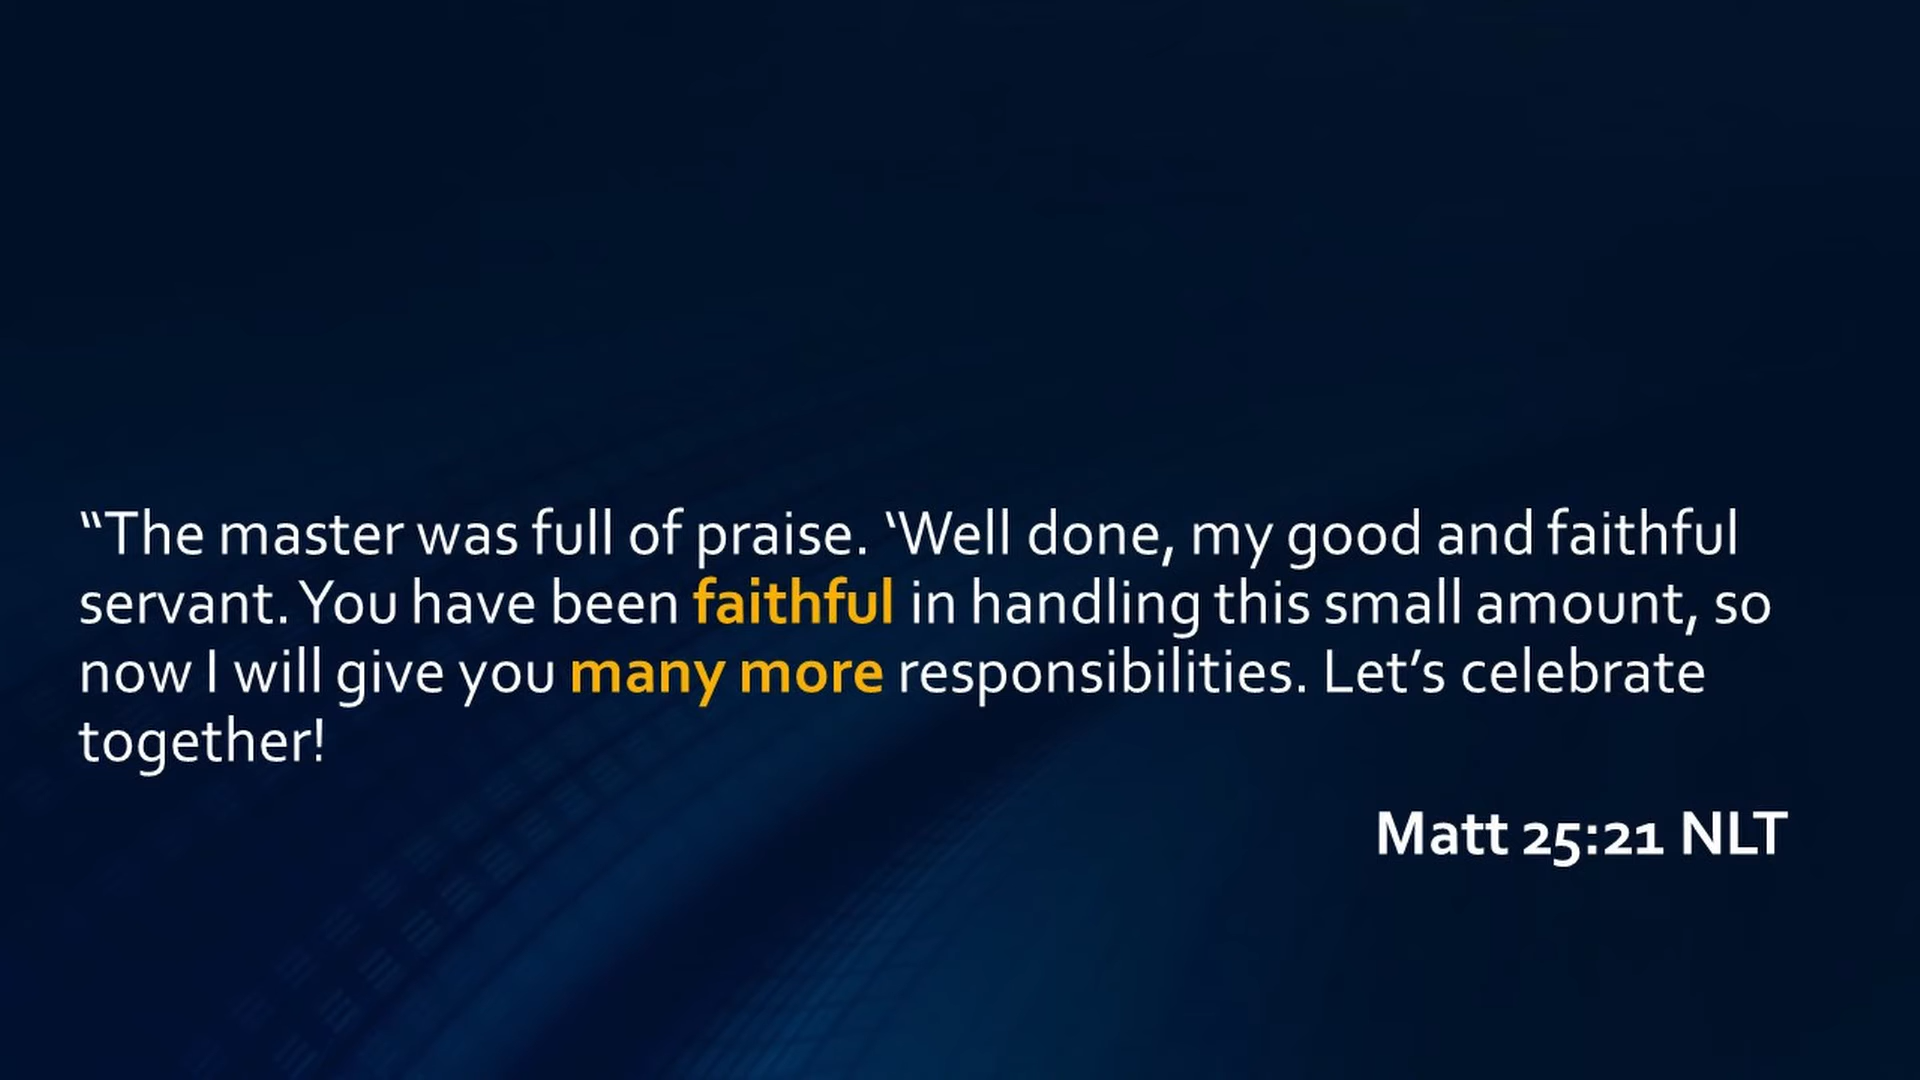 “The master was full of praise. ‘Well done, my good and faithful
servant. You have been faithful in handling this small amount, so
now I will give you many more responsibilities. Let’s celebrate
together!
Matt 25:21 NLT